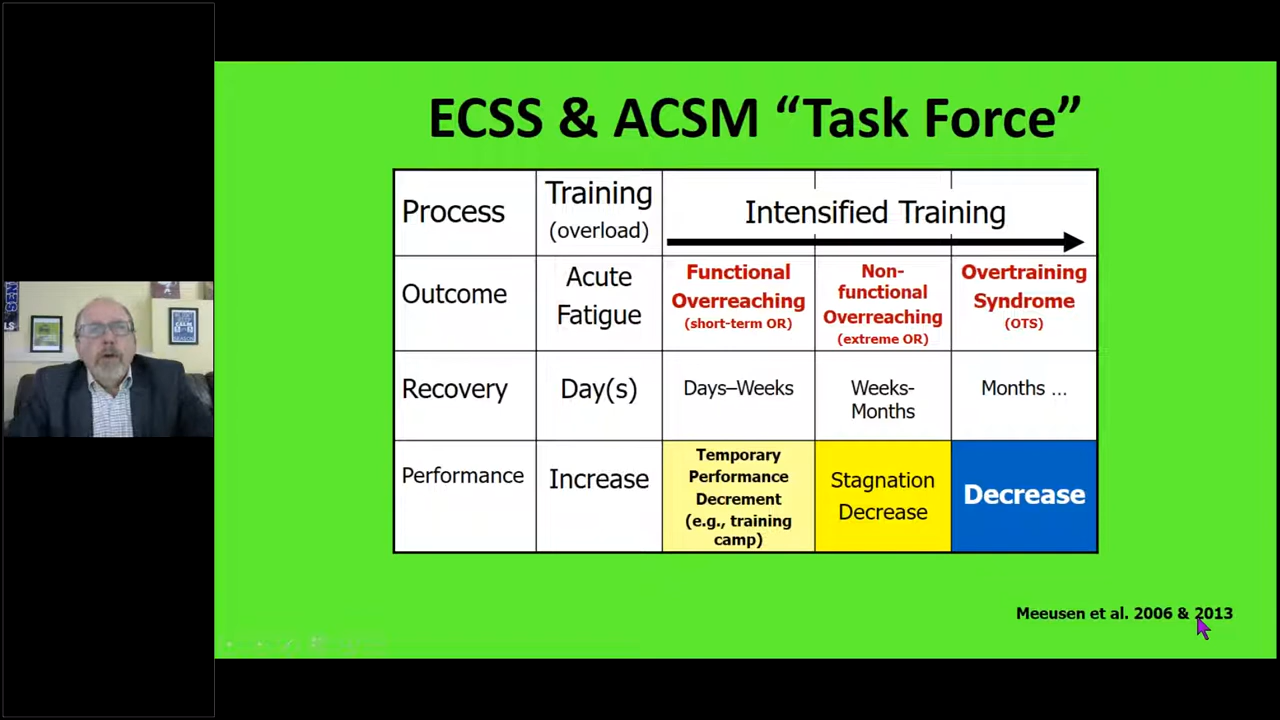 ECSS & ACSM “Task Force”
Process
Training
(overload)
Intensified Training
Outcome
Acute
Fatigue
Functional
Overreaching
(short-term OR)
Non-
functional
Overreaching
(extreme OR)
Overtraining
Syndrome
(OTS)
Recovery
Day(s)
Days–Weeks
Weeks-
Months
Months ...
Performance
Increase
Temporary
Performance
Decrement
(e.g., training
camp)
Stagnation
Decrease
Decrease
Meeusen et al. 2006 & 2013